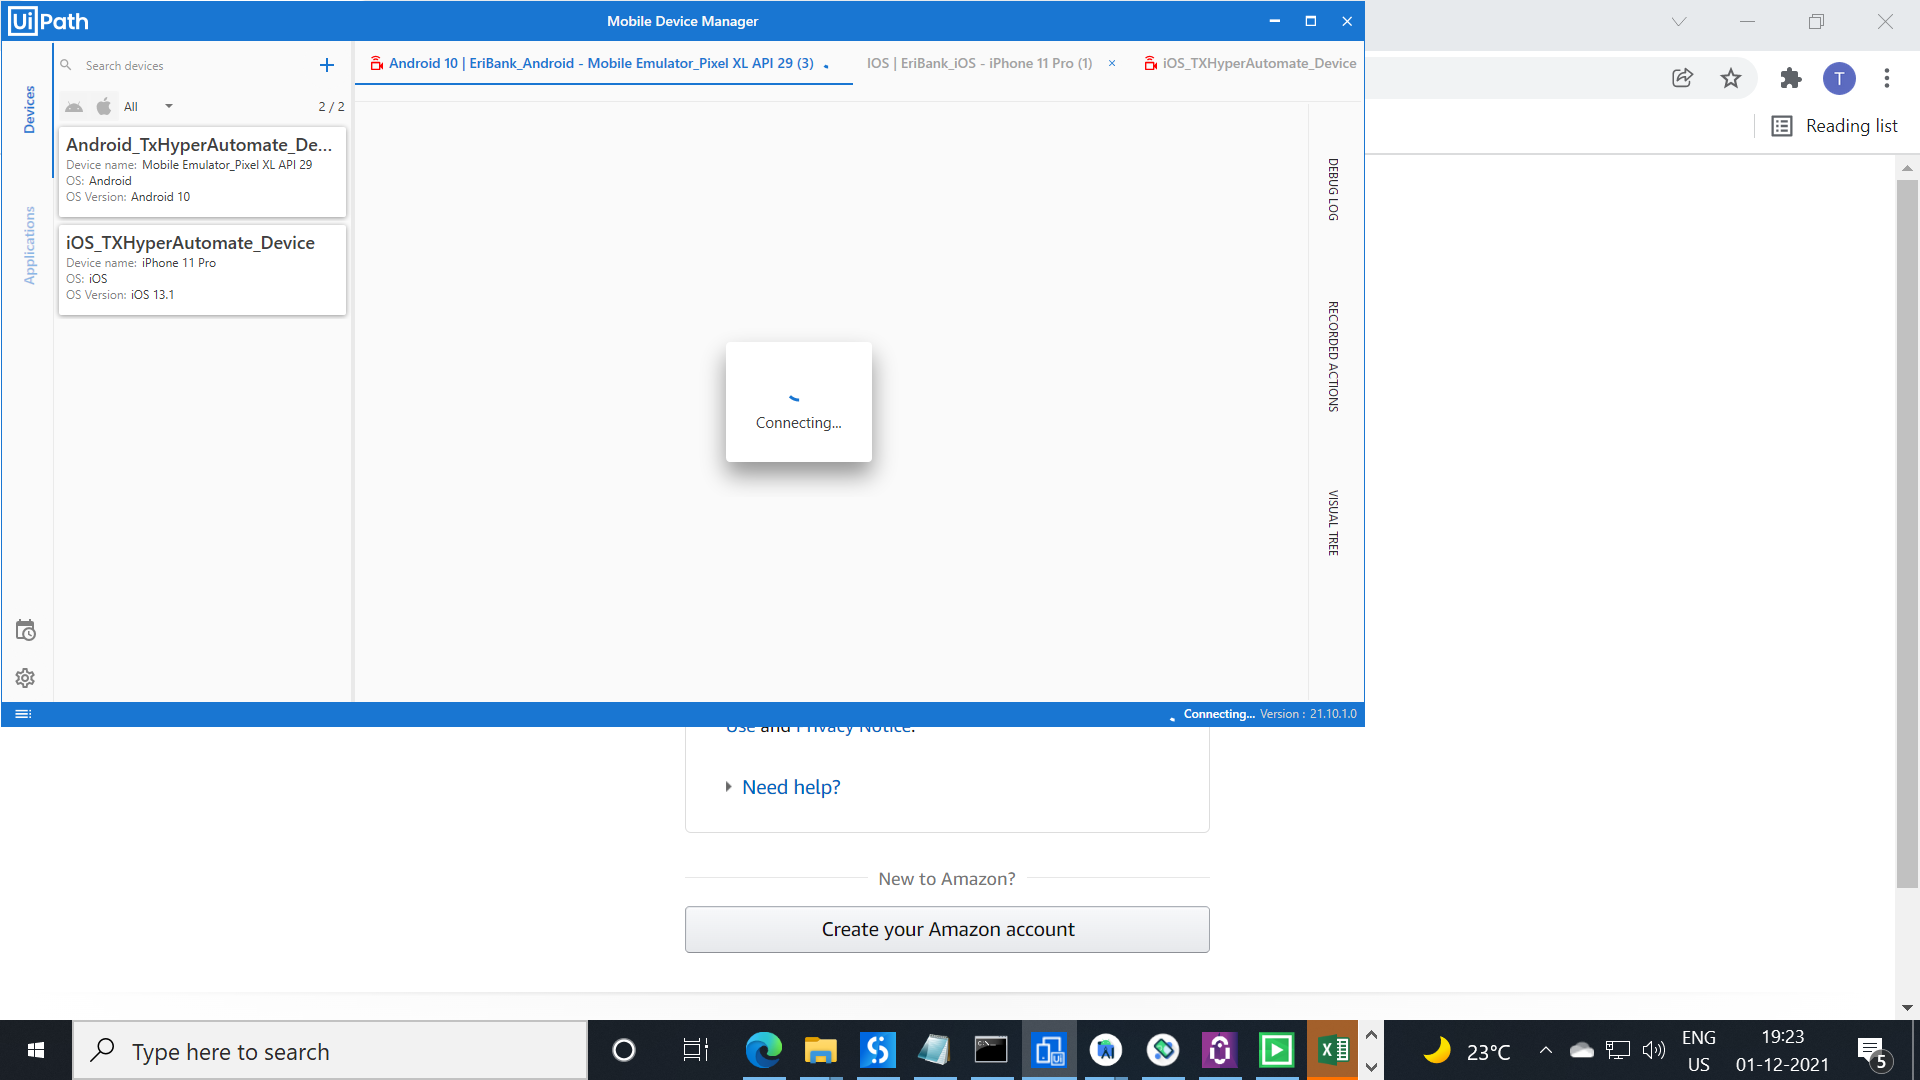 UiPath
Mobile Device Manager
Search devices
Android 10 | EriBank_Android - Mobile Emulator_Pixel XL API 29 (3)
IOS | EriBank_iOS - iPhone 11 Pro (1)
iOS_TXHyperAutomate_Device
Devices
Applications
All
2 / 2
Android_TxHyperAutomate_De...
Device name: Mobile Emulator_Pixel XL API 29
OS: Android
OS Version: Android 10
iOS_TXHyperAutomate_Device
Device name: iPhone 11 Pro
OS: iOS
OS Version: iOS 13.1
Connecting...
DEBUG LOG
RECORDED ACTIONS
VISUAL TREE
Connecting... Version : 21.10.1.0
T
Reading list
Use and Privacy Notice.
Need help?
New to Amazon?
Create your Amazon account
Type here to search
23°C
ENG
US
19:23
01-12-2021
5